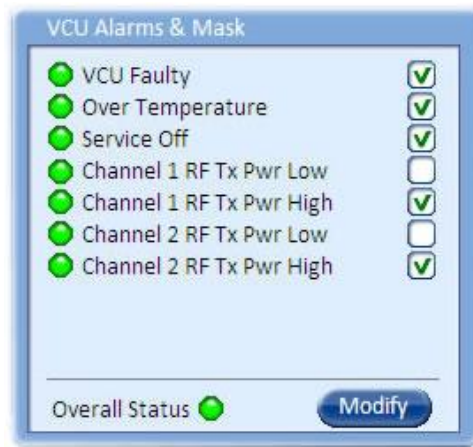 VCU Alarms & Mask
VCU Faulty
Over Temperature
Service Off
Channel 1 RF Tx Pwr Low
Channel 1 RF Tx Pwr High
Channel 2 RF Tx Pwr Low
Channel 2 RF Tx Pwr High
Overall Status
Modify